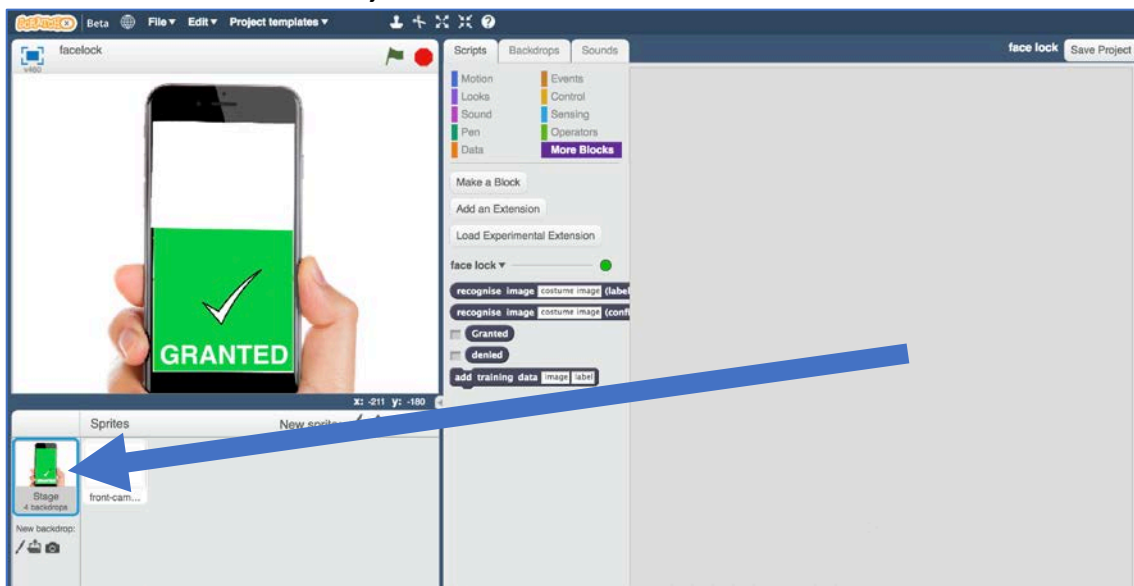 SCRATCHX Beta File Edit Project templates
facelock
v460
Scripts Backdrops Sounds
face lock Save Project
Motion Events
Looks Control
Sound Sensing
Pen Operators
Data More Blocks
Make a Block
Add an Extension
Load Experimental Extension
face lock
recognise image costume image (label
recognise image costume image (confi
Granted
denied
add training data image label
GRANTED
x: -211 y: -180
Sprites New sprite
Stage
4 backdrops
front-cam...
New backdrop: